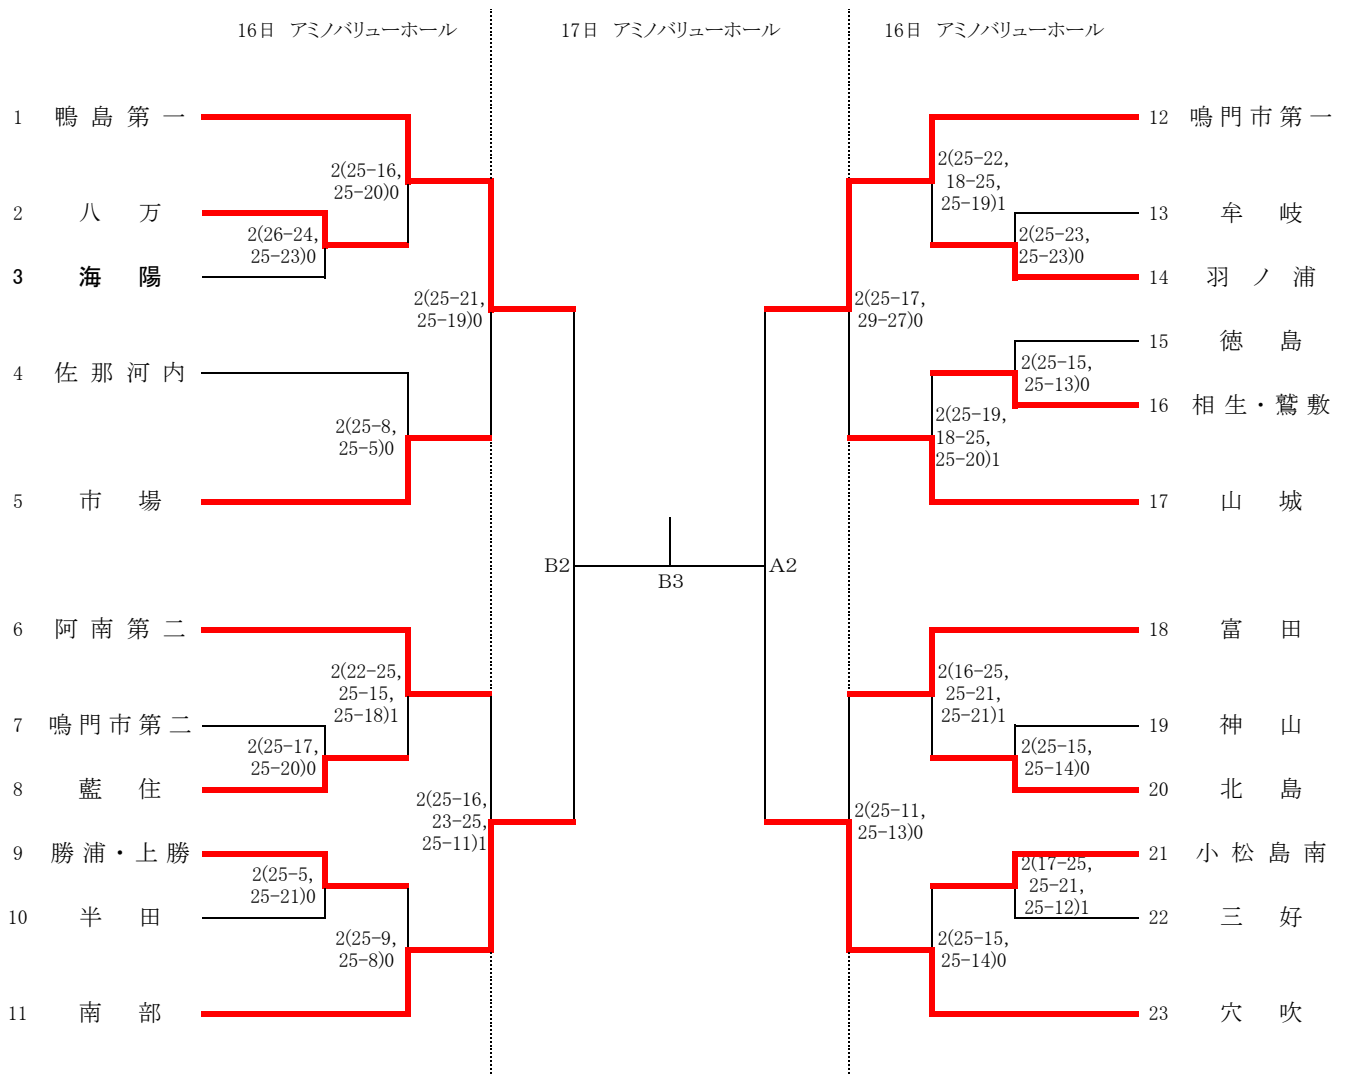 16日 アミノバリューホール
17日 アミノバリューホール
16日 アミノバリューホール
1 鴨島第一
2(25-16,
25-20)0
2 八万
2(26-24,
25-23)0
3 海陽
2(25-21,
25-19)0
4 佐那河内
2(25-8,
25-5)0
5 市場
B2
B3
A2
6 阿南第二
2(22-25,
25-15,
25-18)1
7 鳴門市第二
2(25-17,
25-20)0
8 藍住
2(25-16,
23-25,
25-11)1
9 勝浦・上勝
2(25-5,
25-21)0
10 半田
2(25-9,
25-8)0
11 南部
12 鳴門市第一
2(25-22,
18-25,
25-19)1
13 牟岐
2(25-23,
25-23)0
14 羽ノ浦
2(25-17,
29-27)0
15 徳島
2(25-15,
25-13)0
16 相生・鷲敷
2(25-19,
18-25,
25-20)1
17 山城
18 富田
2(16-25,
25-21,
25-21)1
19 神山
2(25-15,
25-14)0
20 北島
2(25-11,
25-13)0
21 小松島南
2(17-25,
25-21,
25-12)1
22 三好
2(25-15,
25-14)0
23 穴吹